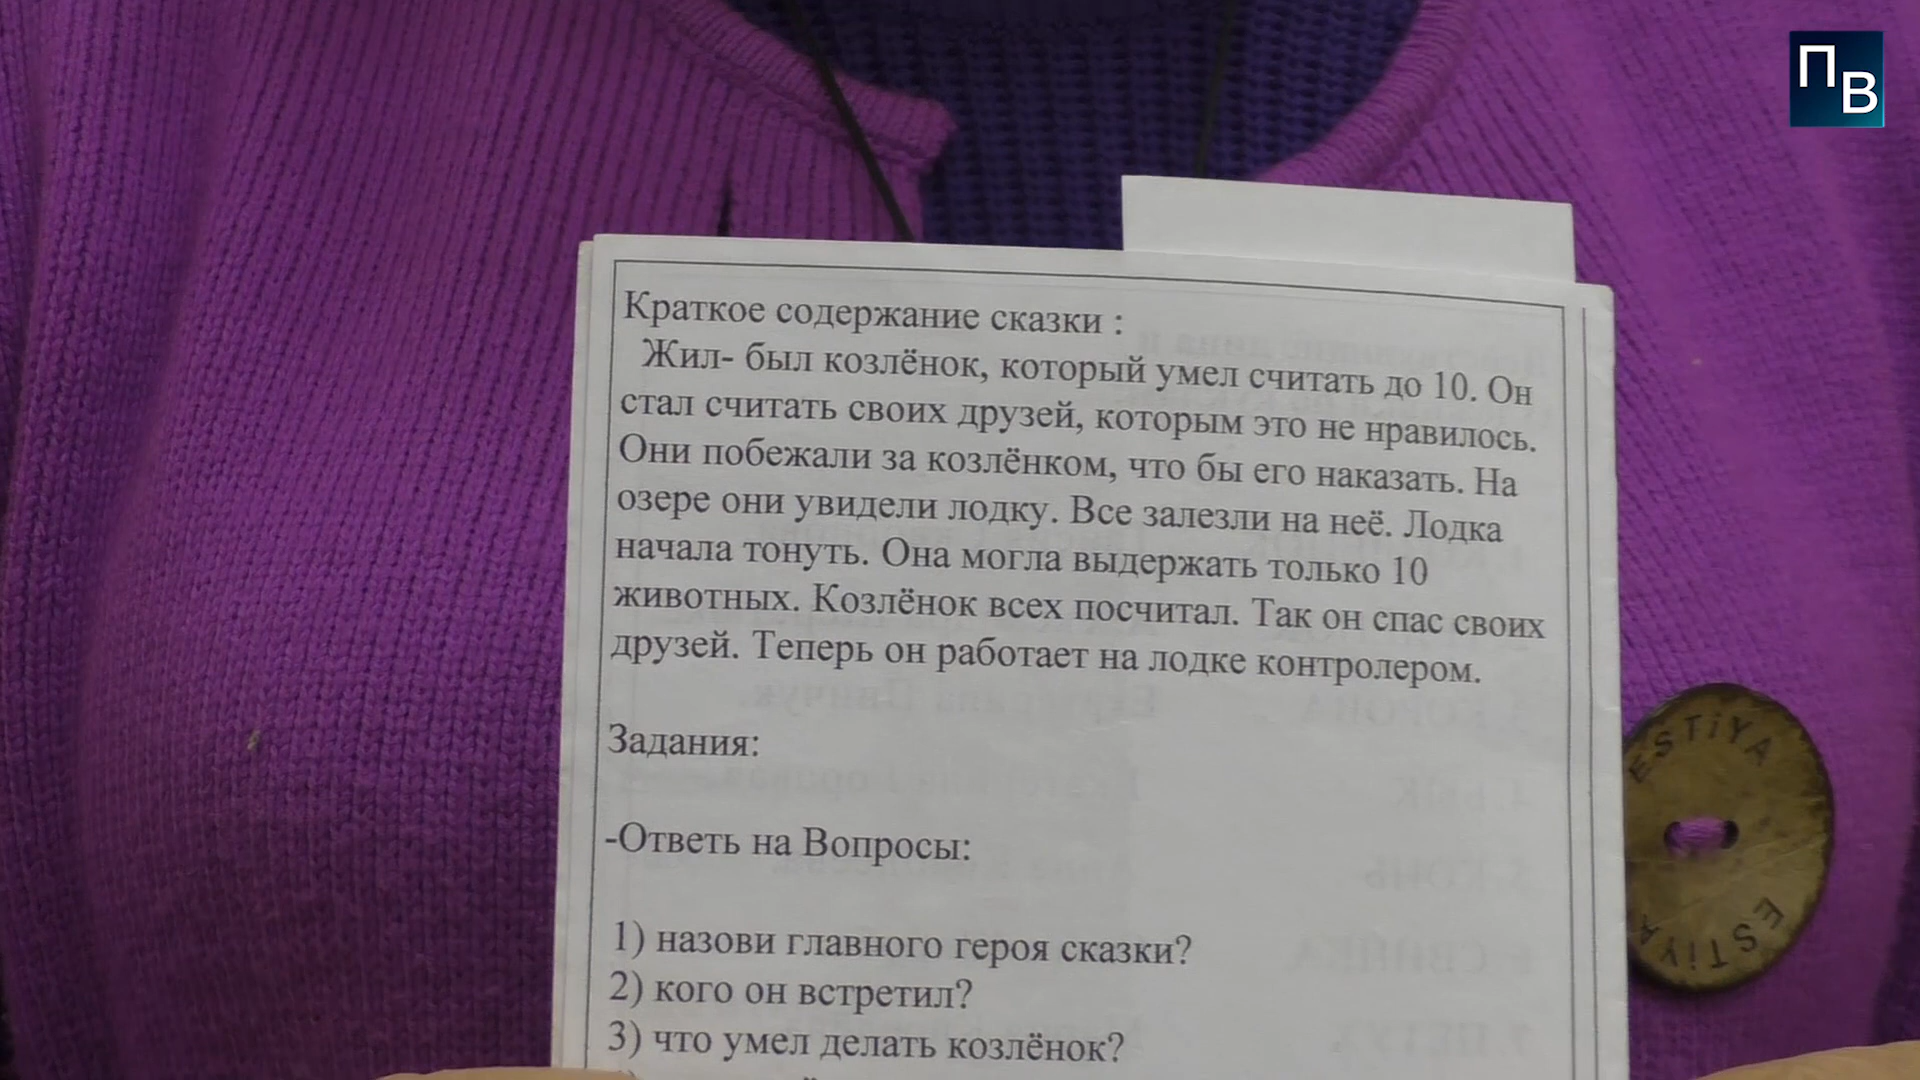 ПВ
Краткое содержание сказки :
Жил- был козлёнок, который умел считать до 10. Он
стал считать своих друзей, которым это не нравилось.
Они побежали за козлёнком, что бы его наказать. На
озере они увидели лодку. Все залезли на неё. Лодка
начала тонуть. Она могла выдержать только 10
животных. Козлёнок всех посчитал. Так он спас своих
друзей. Теперь он работает на лодке контролером.
Задания:
-Ответь на Вопросы:
1) назови главного героя сказки?
2) кого он встретил?
3) что умел делать козлёнок?
ESTiYA
ESTiYA